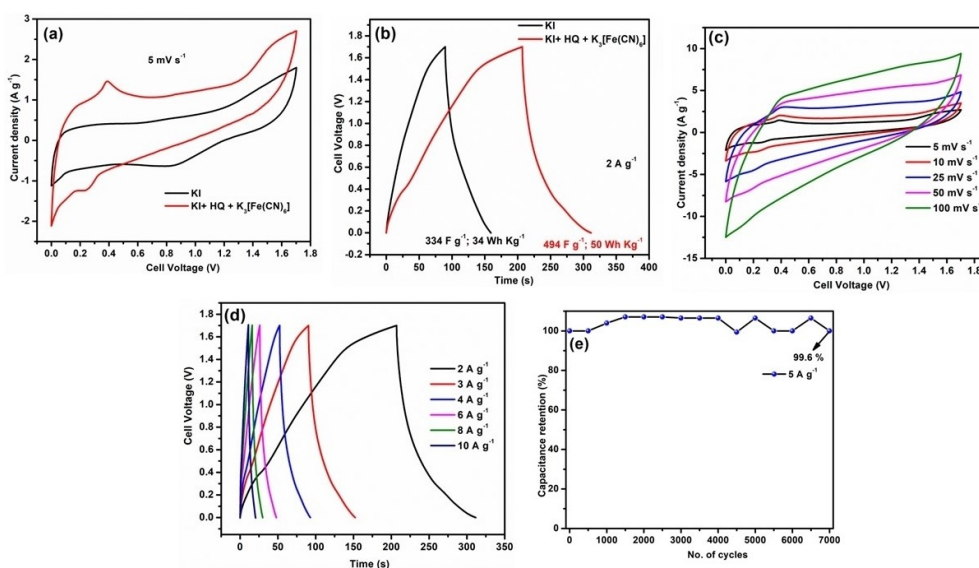 (a)
5 mV s-1
KI
KI+ HQ + K3[Fe(CN)6]
Current density (A g-1)
3
2
1
0
-1
-2
0.0 0.3 0.6 0.9 1.2 1.5 1.8
Cell Voltage (V)
(b)
KI
KI+ HQ + K3[Fe(CN)6]
2 A g-1
334 F g-1; 34 Wh Kg-1
494 F g-1; 50 Wh Kg-1
Cell Voltage (V)
1.8
1.6
1.4
1.2
1.0
0.8
0.6
0.4
0.2
0.0
-0.2
0 50 100 150 200 250 300 350 400
Time (s)
(c)
5 mV s-1
10 mV s-1
25 mV s-1
50 mV s-1
100 mV s-1
Current density (A g-1)
10
5
0
-5
-10
-15
0.0 0.2 0.4 0.6 0.8 1.0 1.2 1.4 1.6 1.8
Cell Voltage (V)
(d)
2 A g-1
3 A g-1
4 A g-1
6 A g-1
8 A g-1
10 A g-1
Cell Voltage (V)
1.8
1.6
1.4
1.2
1.0
0.8
0.6
0.4
0.2
0.0
0 50 100 150 200 250 300 350
Time (s)
(e)
99.6 %
5 A g-1
Capacitance retention (%)
120
100
80
60
40
20
0
0 1000 2000 3000 4000 5000 6000 7000
No. of cycles